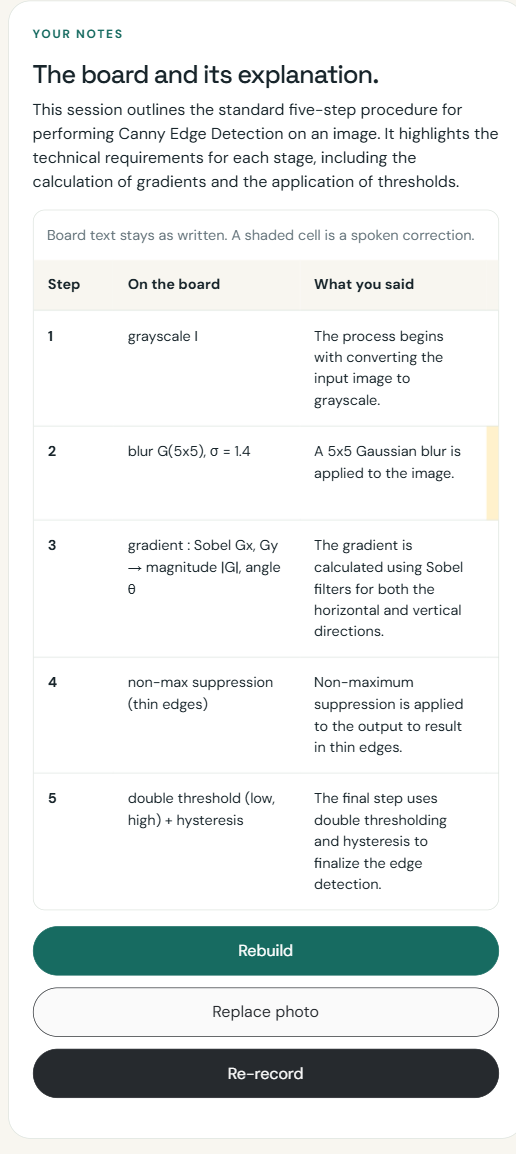 YOUR NOTES
The board and its explanation.
This session outlines the standard five-step procedure for
performing Canny Edge Detection on an image. It highlights the
technical requirements for each stage, including the
calculation of gradients and the application of thresholds.
Board text stays as written. A shaded cell is a spoken correction.
Step On the board What you said
1 grayscale I The process begins
with converting the
input image to
grayscale.
2 blur G(5x5), σ = 1.4 A 5x5 Gaussian blur is
applied to the image.
3 gradient : Sobel Gx, Gy The gradient is
→ magnitude |G|, angle calculated using Sobel
θ filters for both the
horizontal and vertical
directions.
4 non-max suppression Non-maximum
(thin edges) suppression is applied
to the output to result
in thin edges.
5 double threshold (low, The final step uses
high) + hysteresis double thresholding
and hysteresis to
finalize the edge
detection.
Rebuild
Replace photo
Re-record